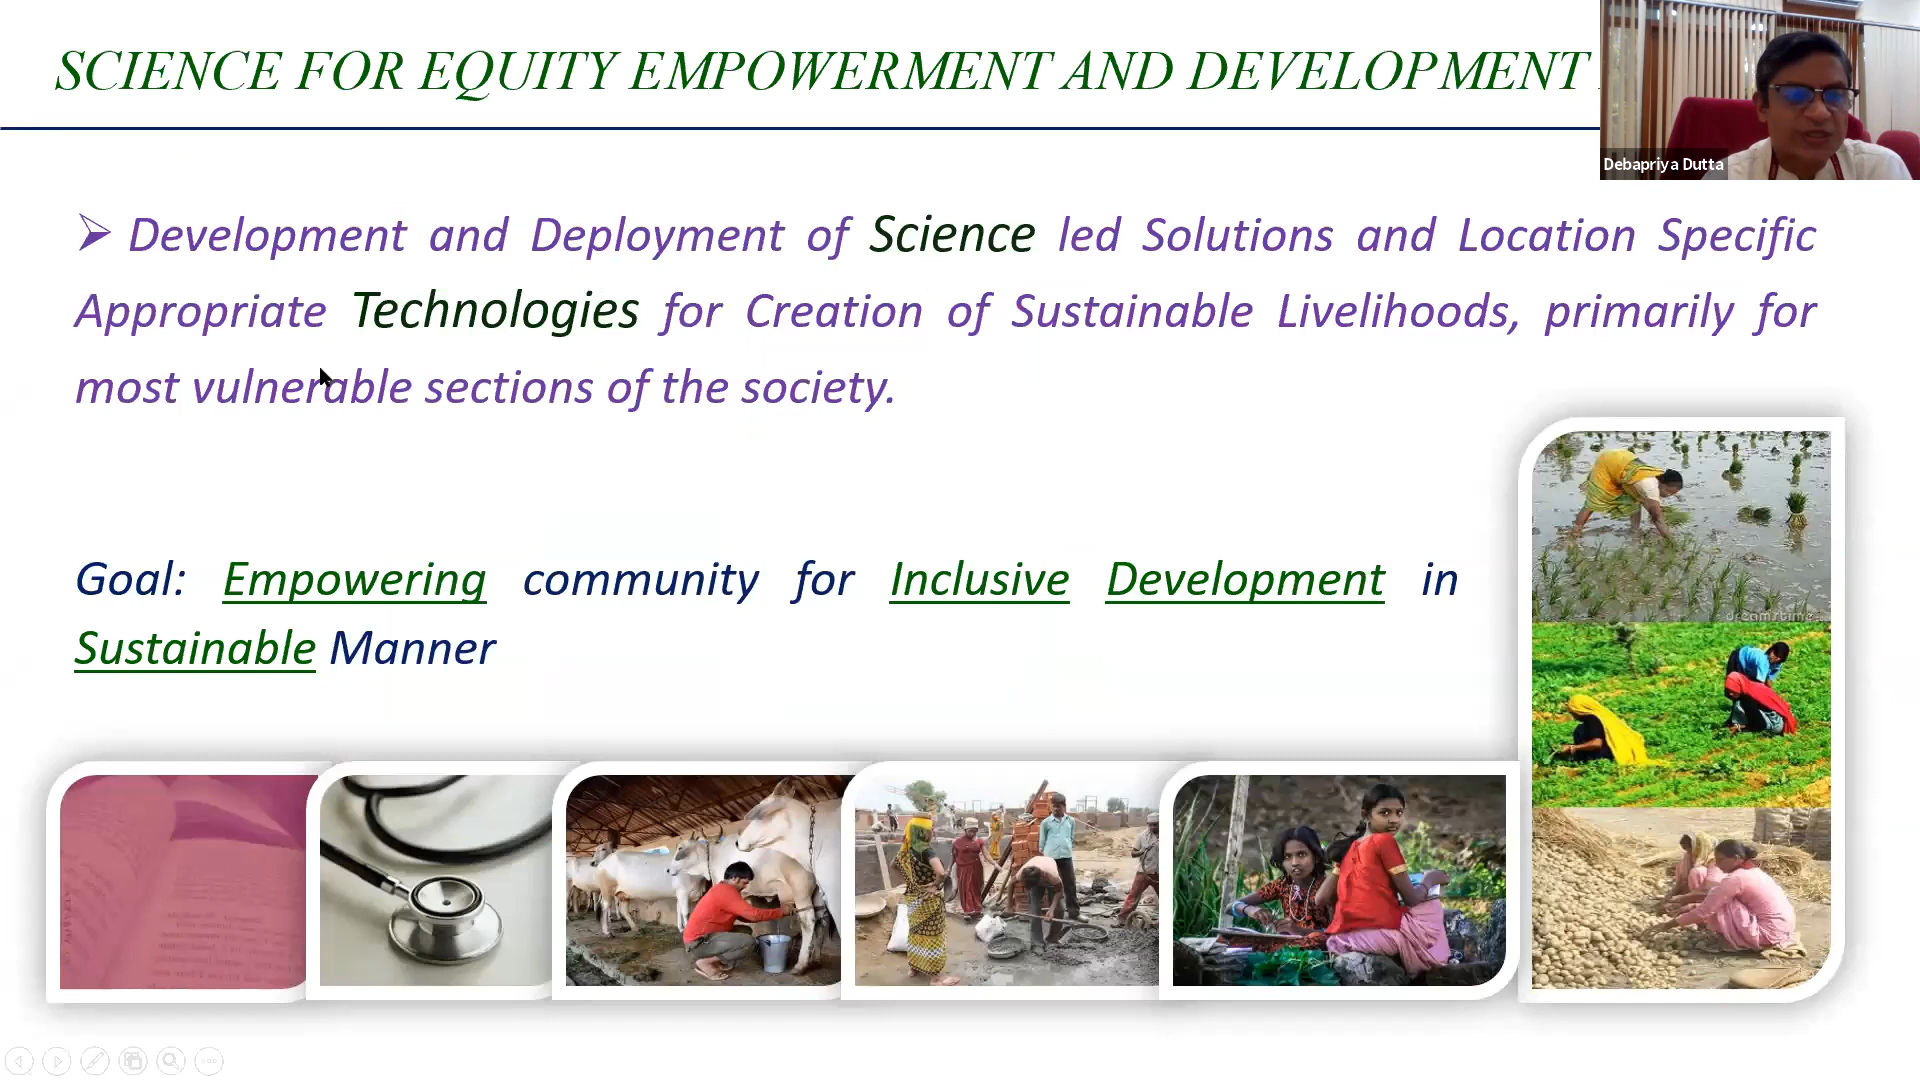 SCIENCE FOR EQUITY EMPOWERMENT AND DEVELOPMENT
Debapriya Dutta
➢ Development and Deployment of Science led Solutions and Location Specific
Appropriate Technologies for Creation of Sustainable Livelihoods, primarily for
most vulnerable sections of the society.
Goal: Empowering community for Inclusive Development in
Sustainable Manner
dreamstime